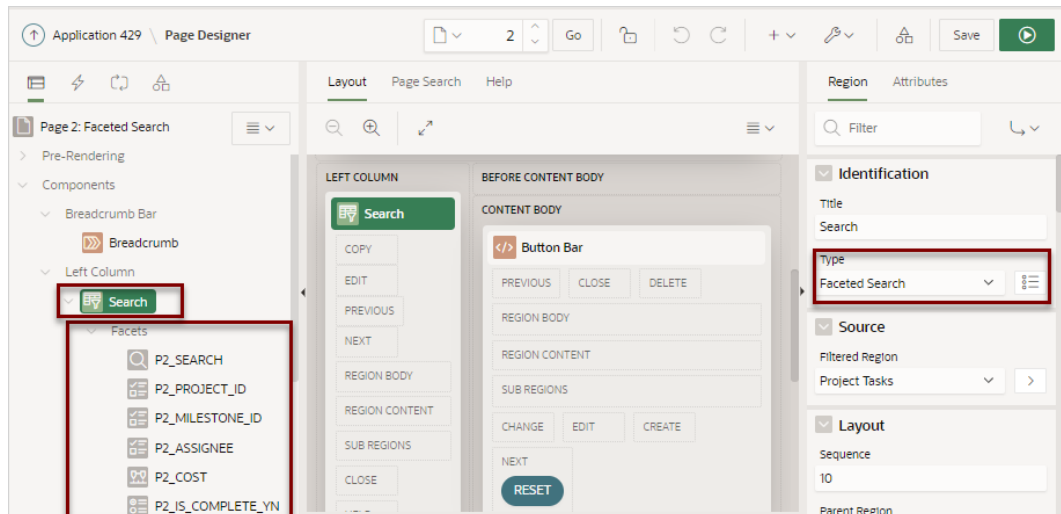 Application 429 \ Page Designer
2
Go
Save
Page 2: Faceted Search
Pre-Rendering
Components
Breadcrumb Bar
Breadcrumb
Left Column
Search
Facets
P2_SEARCH
P2_PROJECT_ID
P2_MILESTONE_ID
P2_ASSIGNEE
P2_COST
P2_IS_COMPLETE_YN
Layout Page Search Help
LEFT COLUMN
Search
COPY
EDIT
PREVIOUS
NEXT
REGION BODY
REGION CONTENT
SUB REGIONS
CLOSE
BEFORE CONTENT BODY
CONTENT BODY
</> Button Bar
PREVIOUS CLOSE DELETE
REGION BODY
REGION CONTENT
SUB REGIONS
CHANGE EDIT CREATE
NEXT
RESET
Region Attributes
Filter
Identification
Title
Search
Type
Faceted Search
Source
Filtered Region
Project Tasks
Layout
Sequence
10
Parent Region